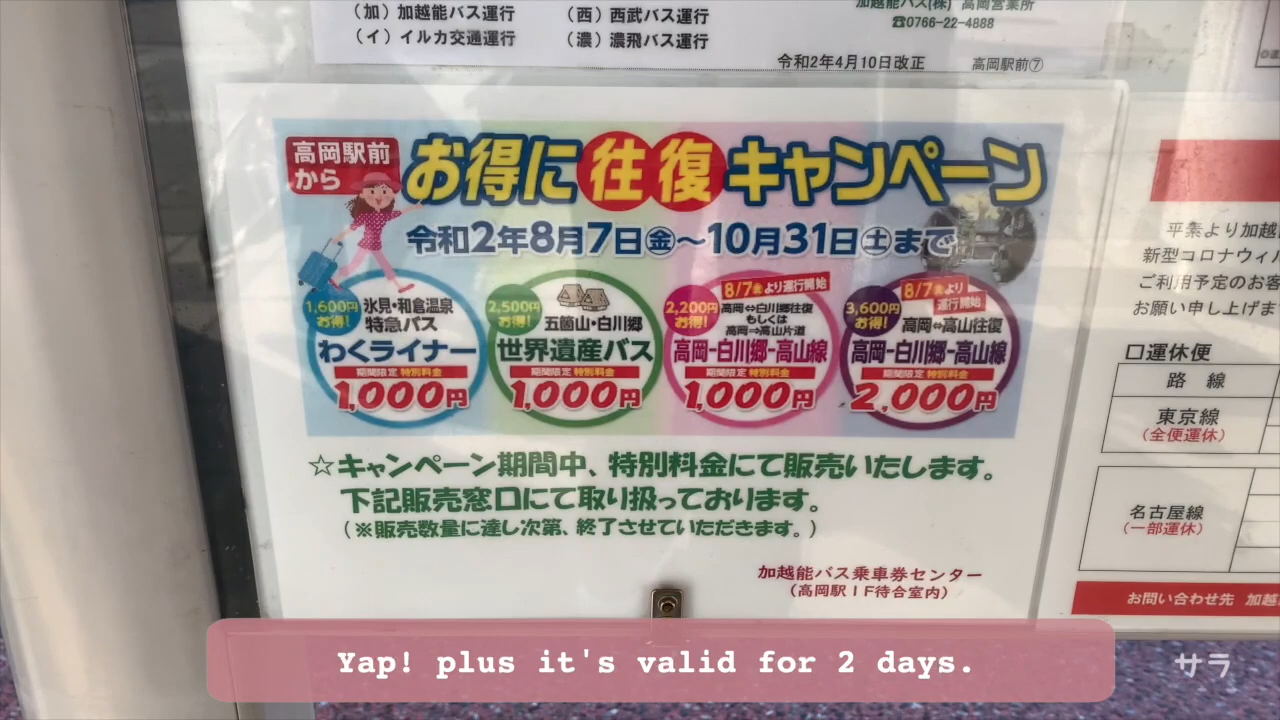 (加) 加越能バス運行
(西) 西武バス運行
(イ) イルカ交通運行
(濃) 濃飛バス運行
加越能バス(株) 高岡営業所
☎0766-22-4888
令和2年4月10日改正
高岡駅前⑦
高岡駅前
から
お得に往復キャンペーン
令和2年8月7日㊎~10月31日㊏まで
1,600円
お得!
氷見・和倉温泉
特急バス
わくライナー
期間限定 特別料金
1,000円
2,500円
お得!
五箇山・白川郷
世界遺産バス
期間限定 特別料金
1,000円
8/7㊎より運行開始
2,200円
お得!
高岡⇔白川郷往復
もしくは
高岡⇒高山片道
高岡-白川郷-高山線
期間限定 特別料金
1,000円
8/7㊎より
運行開始
3,600円
お得!
高岡⇔高山往復
高岡-白川郷-高山線
期間限定 特別料金
2,000円
☆キャンペーン期間中、特別料金にて販売いたします。
下記販売窓口にて取り扱っております。
(※販売数量に達し次第、終了させていただきます。)
加越能バス乗車券センター
(高岡駅1F待合室内)
平素より加越
新型コロナウィル
ご利用予定のお客
お願い申し上げま
□運休便
路 線
東京線
(全便運休)
名古屋線
(一部運休)
お問い合わせ先 加越
Yap! plus it's valid for 2 days.
サラ